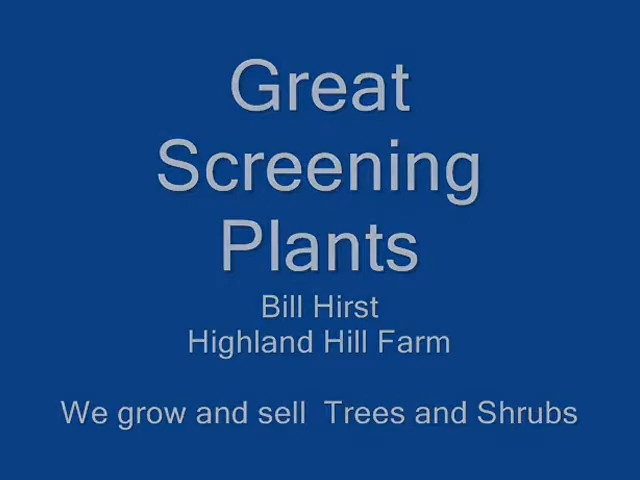 Great
Screening
Plants
Bill Hirst
Highland Hill Farm
We grow and sell  Trees and Shrubs